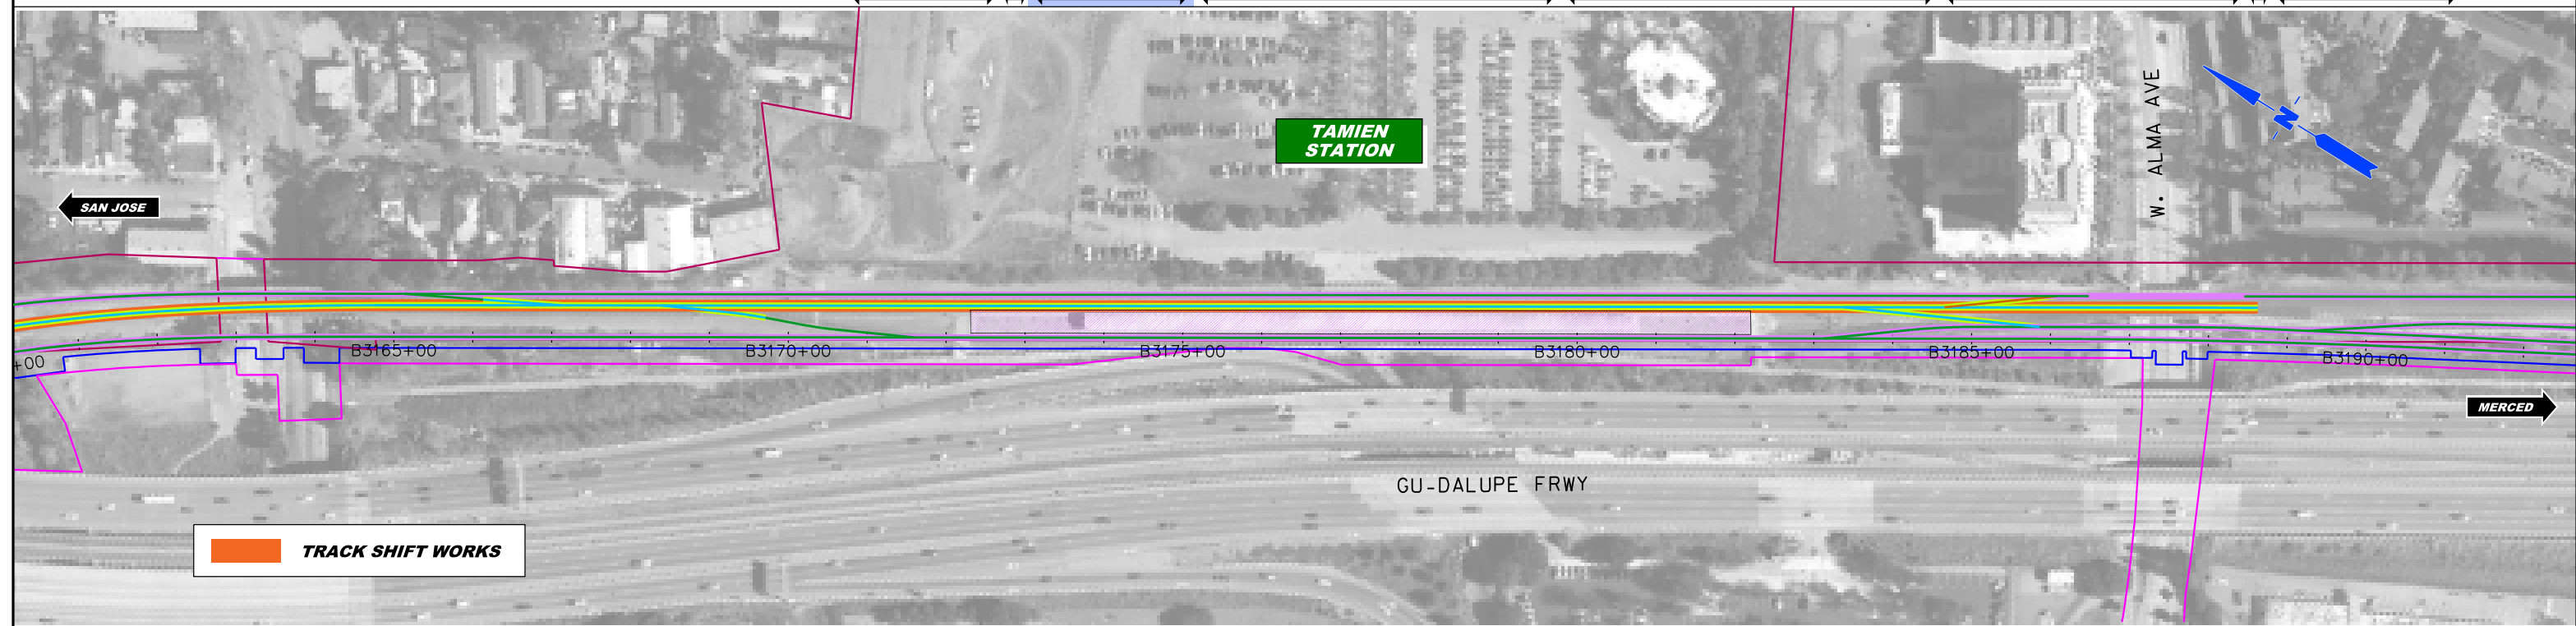 TAMIEN
STATION
W. ALMA AVE
N
SAN JOSE
+00
B3165+00
B3170+00
B3175+00
B3180+00
B3185+00
B3190+00
MERCED
GU-DALUPE FRWY
TRACK SHIFT WORKS